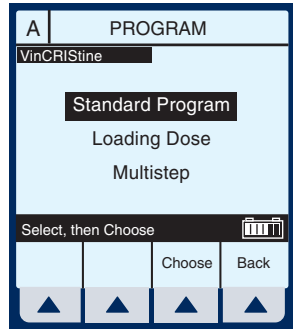 A PROGRAM
VinCRIStine
Standard Program
Loading Dose
Multistep
Select, then Choose
Choose Back